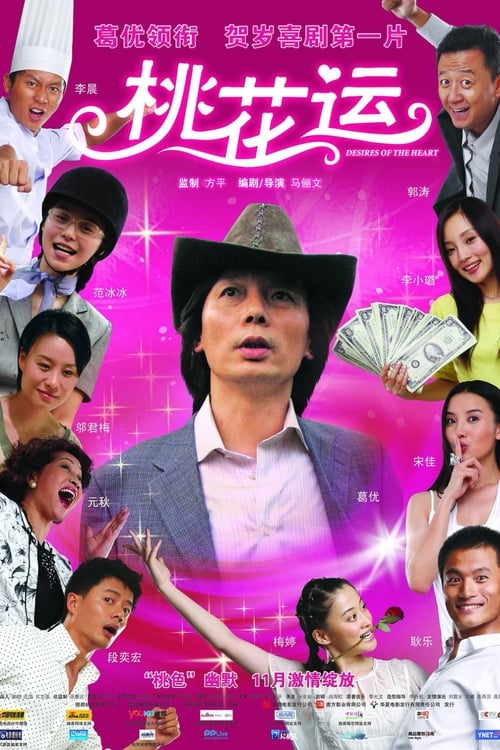 葛优领衔 贺岁喜剧第一片
李晨
桃花运
DESIRES OF THE HEART
监制 方平 编剧/导演 马俪文
郭涛
范冰冰
李小璐
邬君梅
宋佳
元秋
葛优
段奕宏
梅婷
耿乐
“桃色”幽默 11月激情绽放